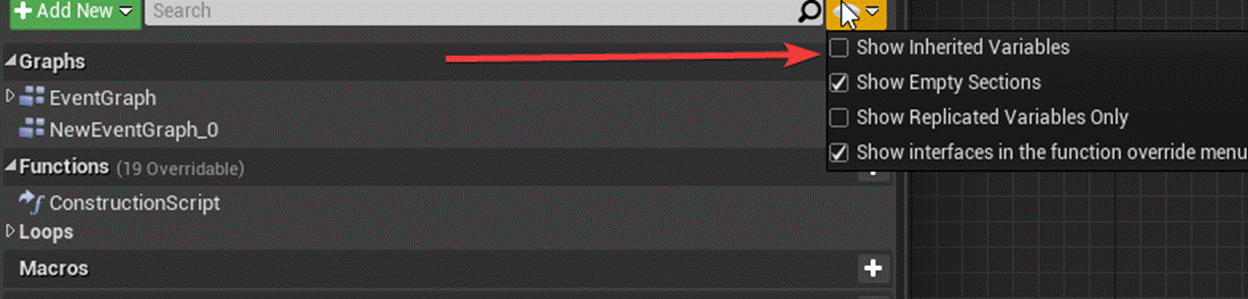 Add New
Search
Show Inherited Variables
Graphs
Show Empty Sections
EventGraph
Show Replicated Variables Only
NewEventGraph_0
Show interfaces in the function override menu
Functions (19 Overridable)
ConstructionScript
Loops
Macros